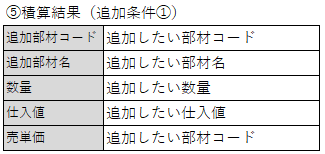 ⑤積算結果（追加条件①）
追加部材コード 追加したい部材コード
追加部材名 追加したい部材名
数量 追加したい数量
仕入値 追加したい仕入値
売単価 追加したい部材コード